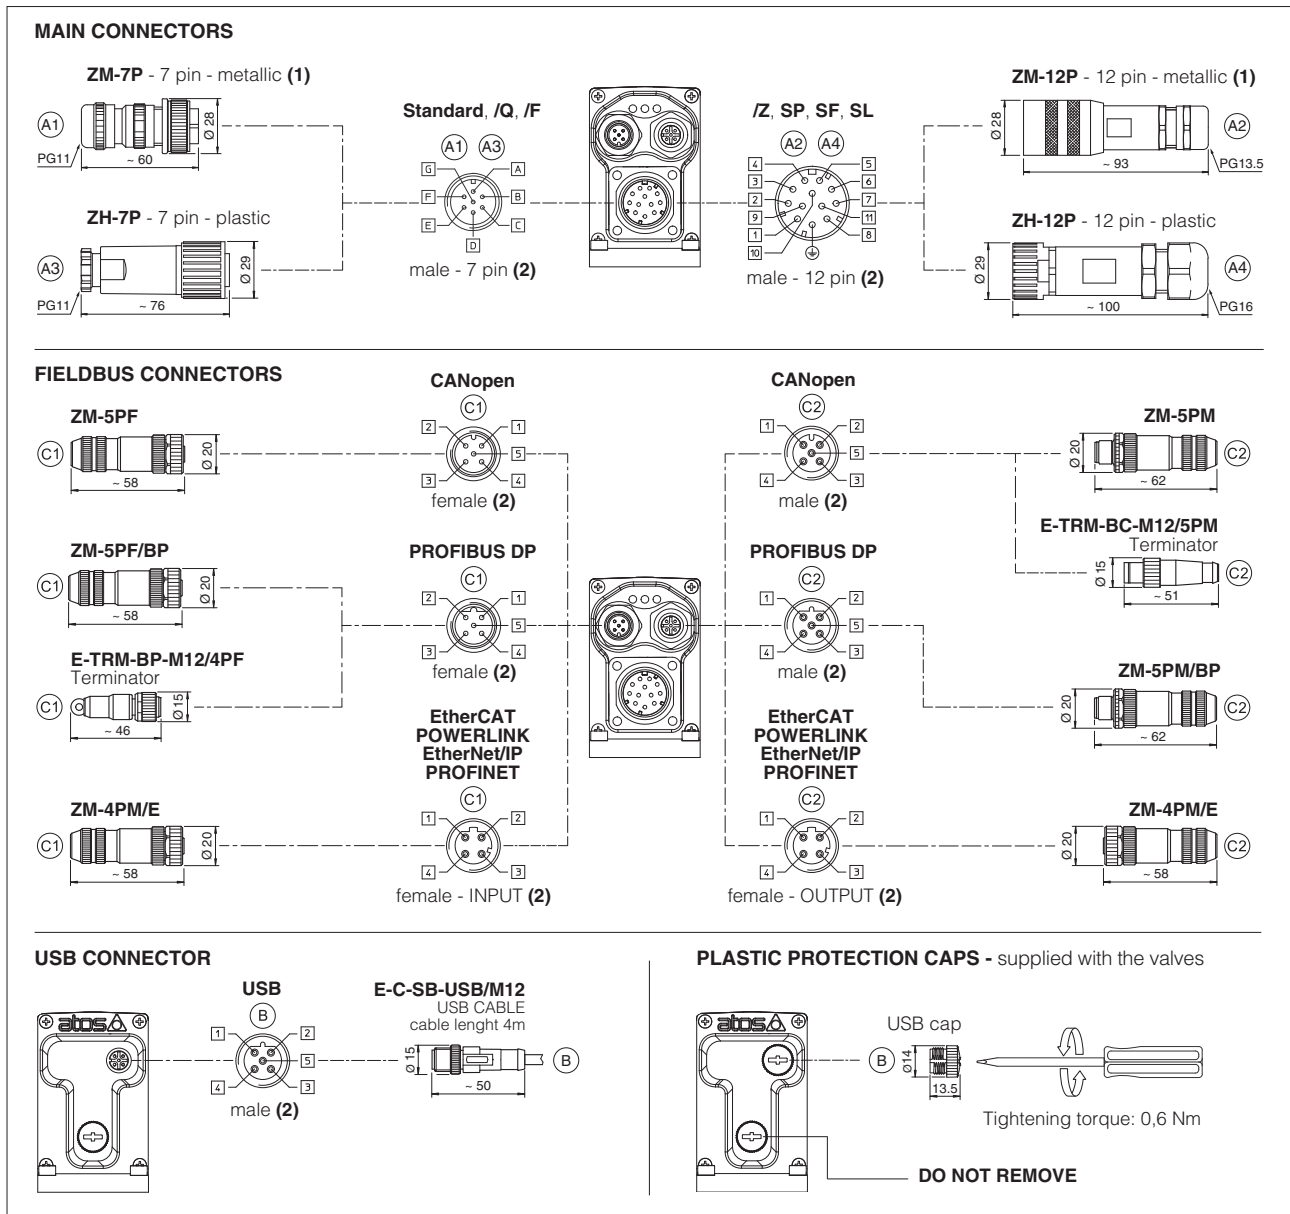 MAIN CONNECTORS
ZM-7P - 7 pin - metallic (1)
A1
PG11
~ 60
Ø 28
ZH-7P - 7 pin - plastic
A3
PG11
~ 76
Ø 29
Standard, /Q, /F
A1 A3
G
A
F
B
E
C
D
male - 7 pin (2)
/Z, SP, SF, SL
A2 A4
4
5
3
6
2
7
9
11
1
8
10
male - 12 pin (2)
ZM-12P - 12 pin - metallic (1)
Ø 28
A2
~ 93
PG13.5
ZH-12P - 12 pin - plastic
Ø 29
A4
~ 100
PG16
FIELDBUS CONNECTORS
ZM-5PF
C1
Ø 20
~ 58
ZM-5PF/BP
C1
Ø 20
~ 58
E-TRM-BP-M12/4PF
Terminator
C1
Ø 15
~ 46
ZM-4PM/E
C1
Ø 20
~ 58
CANopen
C1
2
1
5
3
4
female (2)
PROFIBUS DP
C1
2
1
5
3
4
female (2)
EtherCAT
POWERLINK
EtherNet/IP
PROFINET
C1
1
2
4
3
female - INPUT (2)
CANopen
C2
1
2
5
4
3
male (2)
PROFIBUS DP
C2
1
2
5
4
3
male (2)
EtherCAT
POWERLINK
EtherNet/IP
PROFINET
C2
1
2
4
3
female - OUTPUT (2)
ZM-5PM
Ø 20
C2
~ 62
E-TRM-BC-M12/5PM
Terminator
Ø 15
C2
~ 51
ZM-5PM/BP
Ø 20
C2
~ 62
ZM-4PM/E
Ø 20
C2
~ 58
USB CONNECTOR
atos
USB
B
1
2
5
4
3
male (2)
E-C-SB-USB/M12
USB CABLE
cable lenght 4m
Ø 15
B
~ 50
PLASTIC PROTECTION CAPS - supplied with the valves
atos
USB cap
B
Ø14
13.5
Tightening torque: 0,6 Nm
DO NOT REMOVE